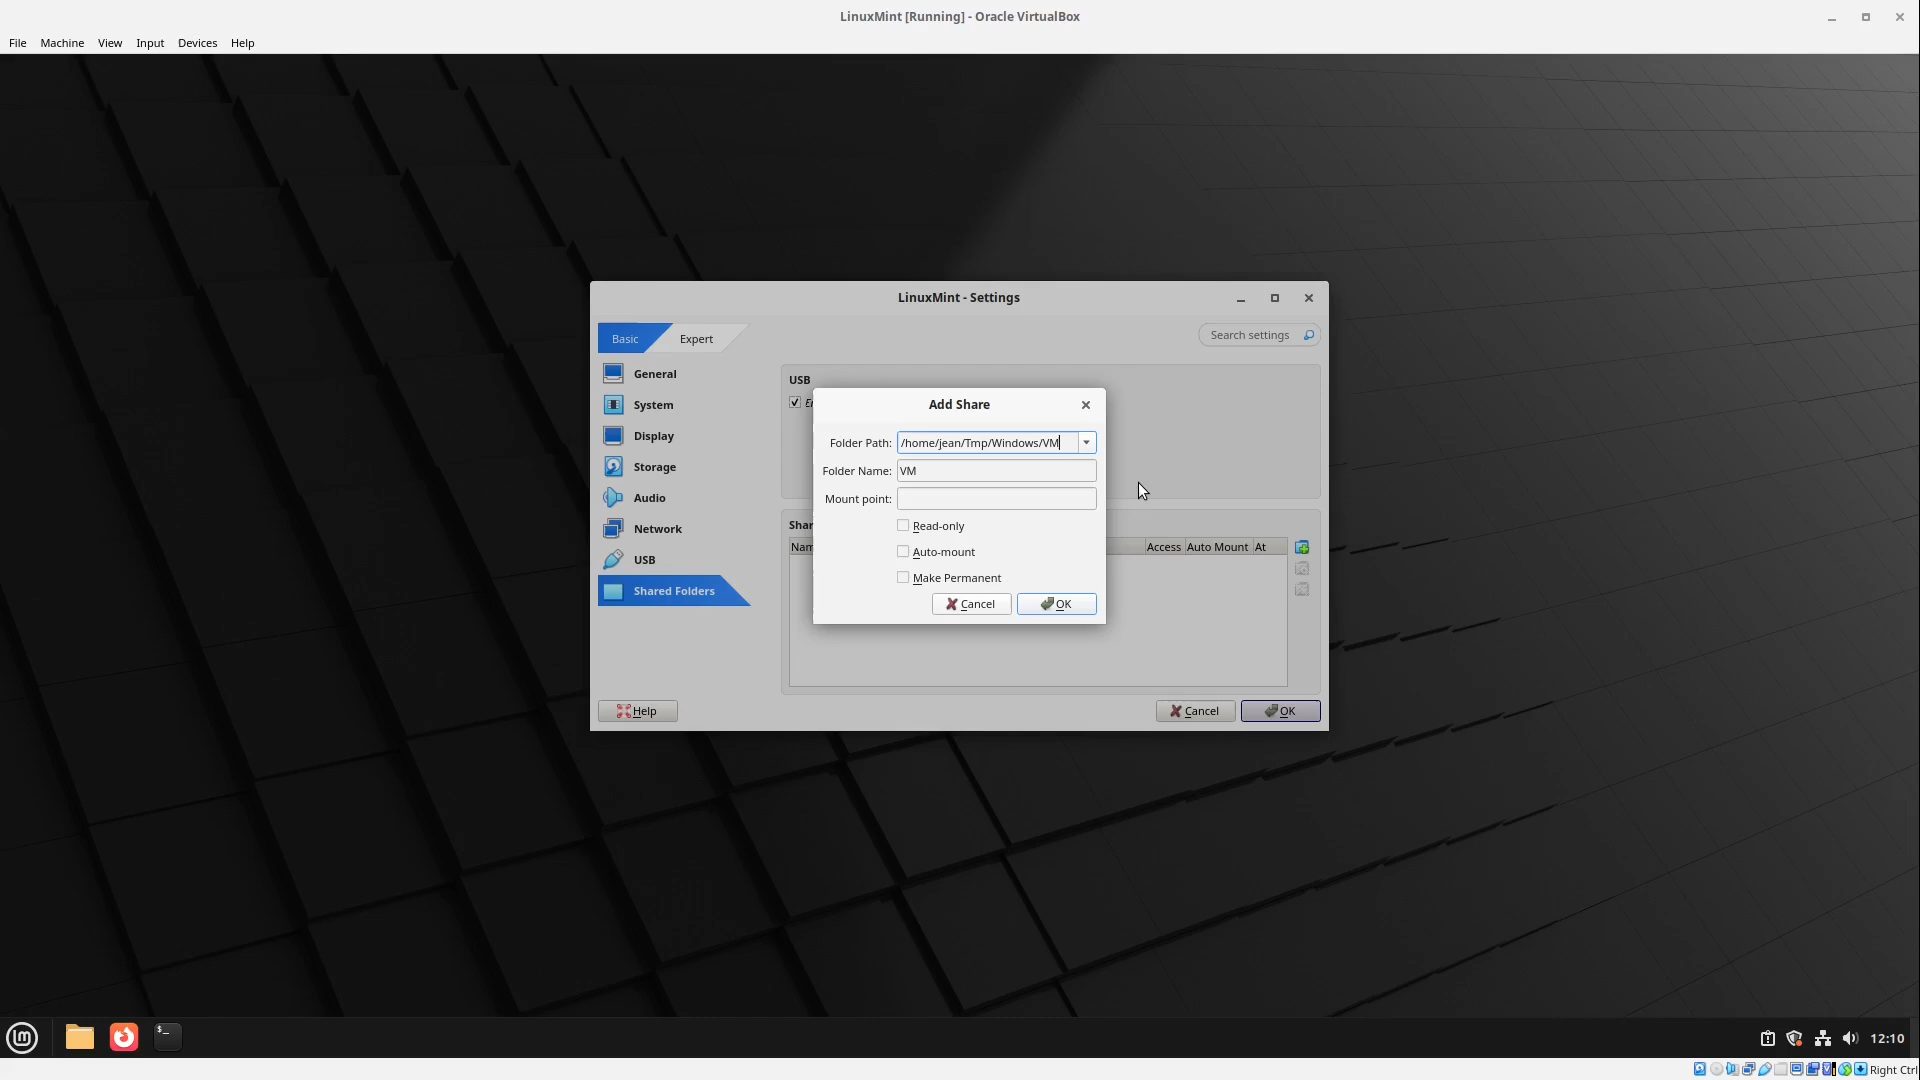 LinuxMint [Running] - Oracle VirtualBox
File Machine View Input Devices Help
LinuxMint - Settings
Basic Expert Search settings
General
System
Display
Storage
Audio
Network
USB
Shared Folders
USB
Add Share
Folder Path: /home/jean/Tmp/Windows/VM
Folder Name: VM
Mount point:
Read-only
Auto-mount
Make Permanent
Cancel OK
Shar
Nam Access Auto Mount At
Help Cancel OK
$_
12:10
Right Ctrl